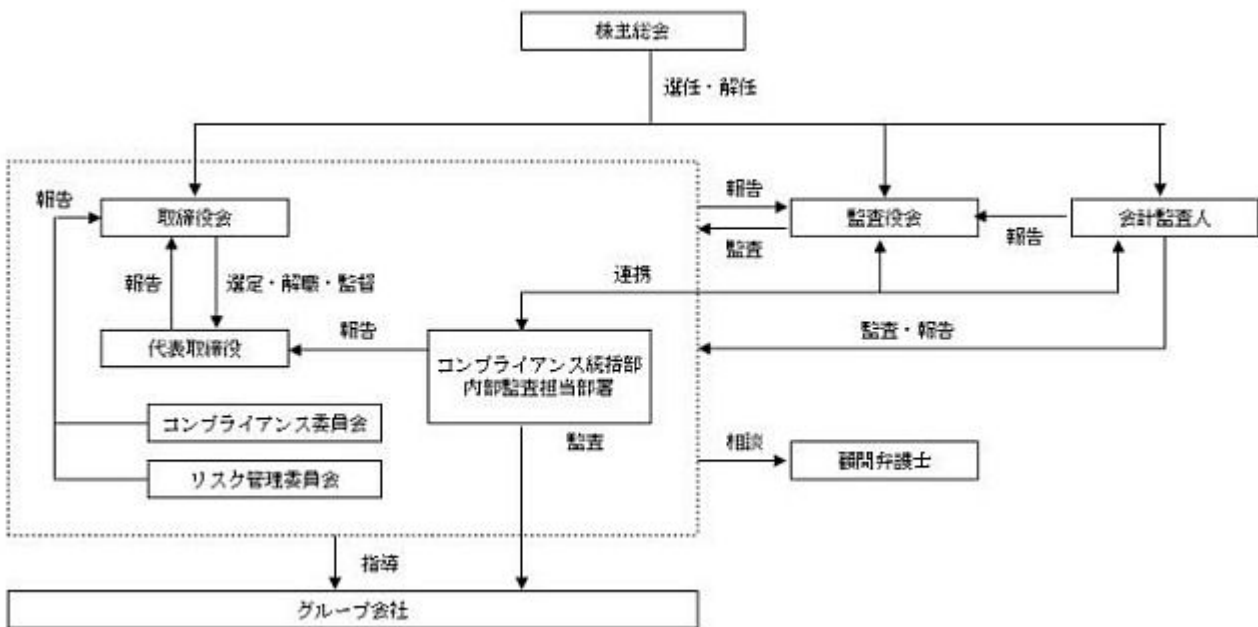 株主総会
選任・解任
報告
取締役会
報告
監査
監査役会
報告
会計監査人
報告
選定・解職・監督
連携
監査・報告
代表取締役
報告
コンプライアンス統括部
内部監査担当部署
コンプライアンス委員会
監査
リスク管理委員会
相談
顧問弁護士
指導
グループ会社